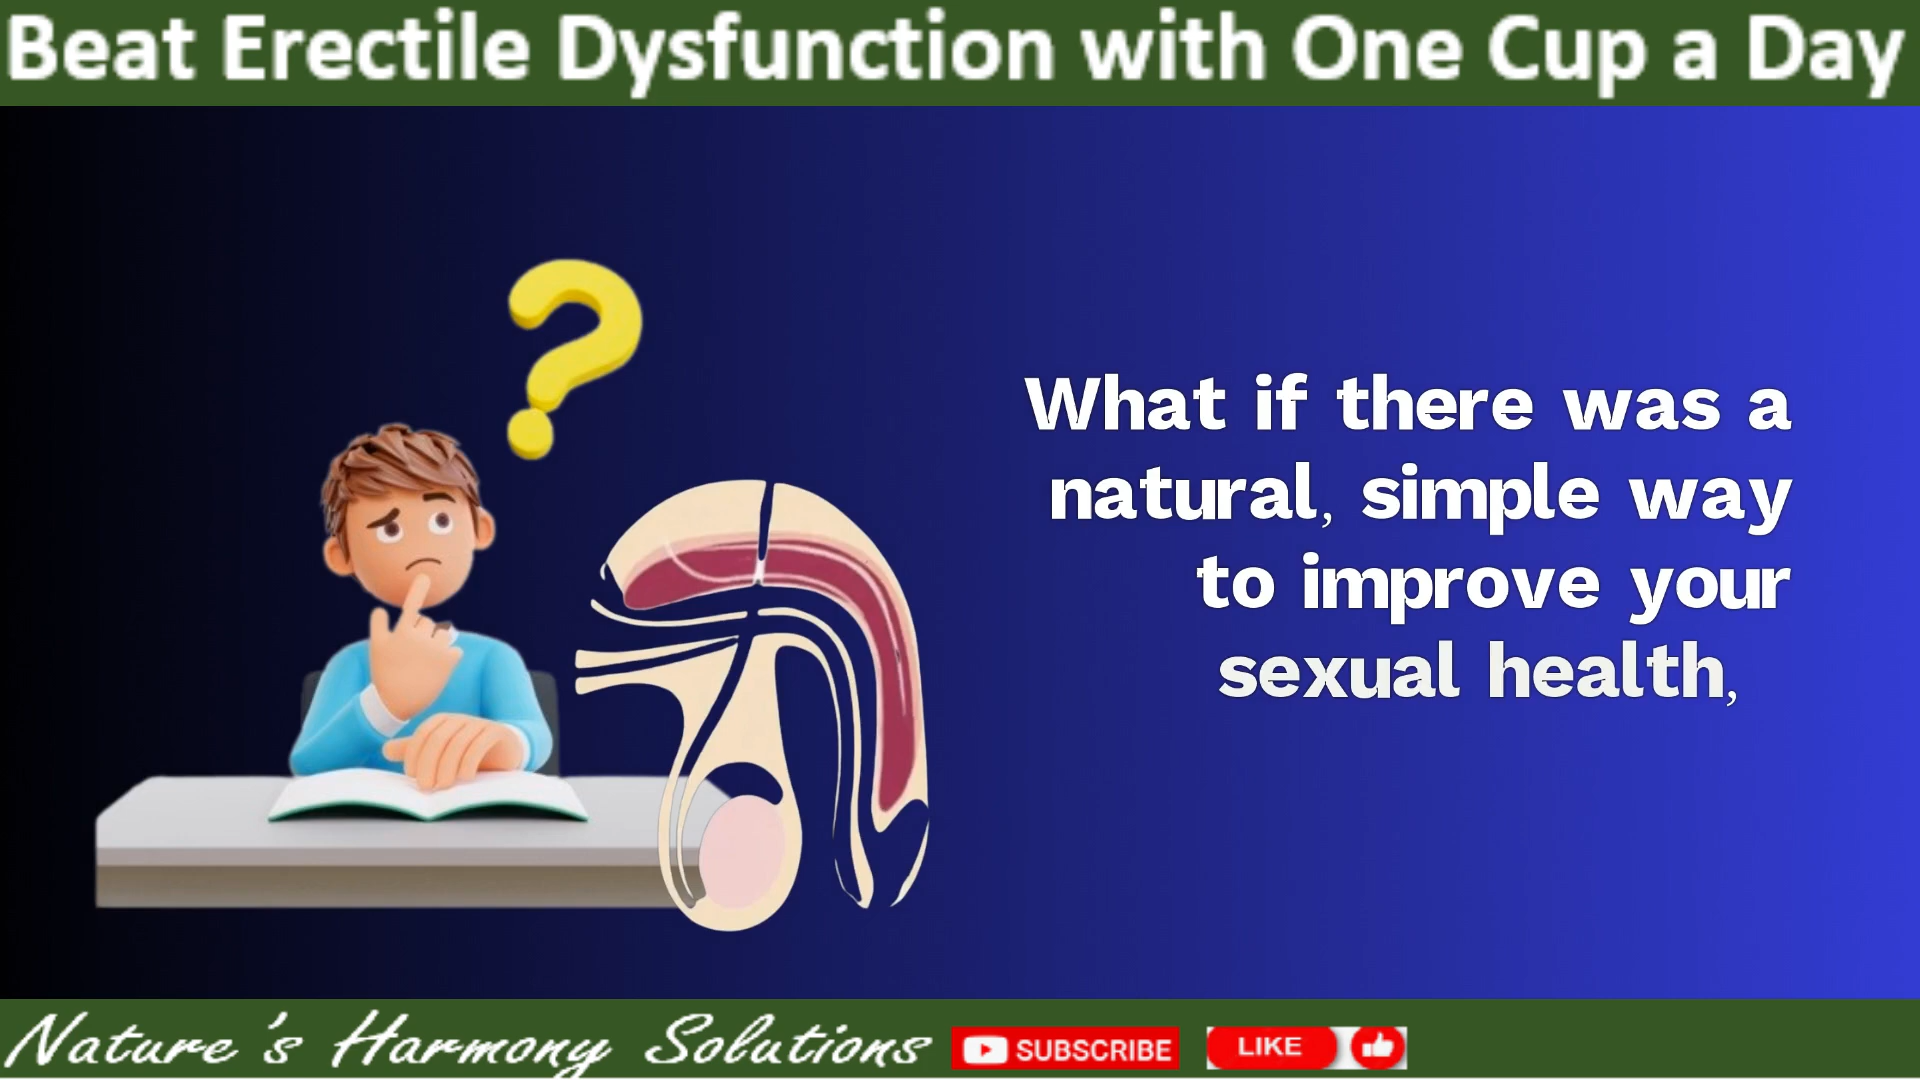 Beat Erectile Dysfunction with One Cup a Day
What if there was a
natural, simple way
to improve your
sexual health,
Nature's Harmony Solutions
SUBSCRIBE
LIKE